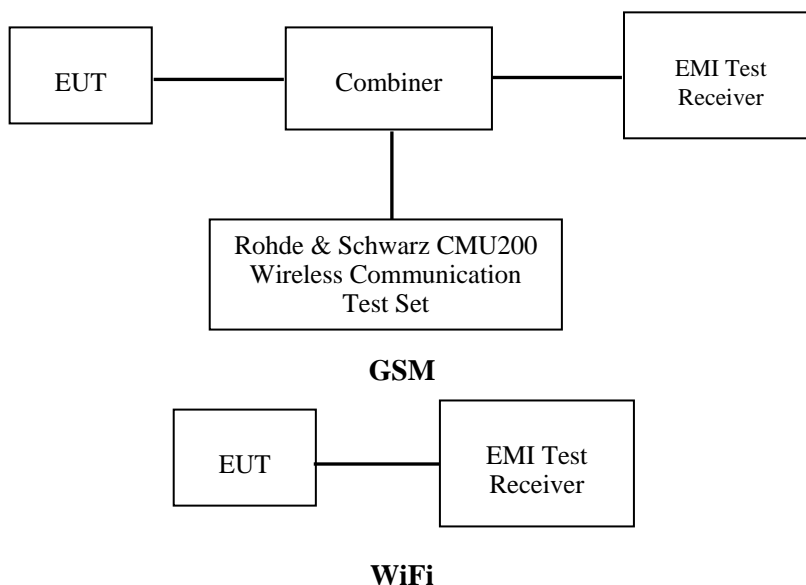 EUT
Combiner
EMI Test
Receiver
Rohde & Schwarz CMU200
Wireless Communication
Test Set
GSM
EUT
EMI Test
Receiver
WiFi